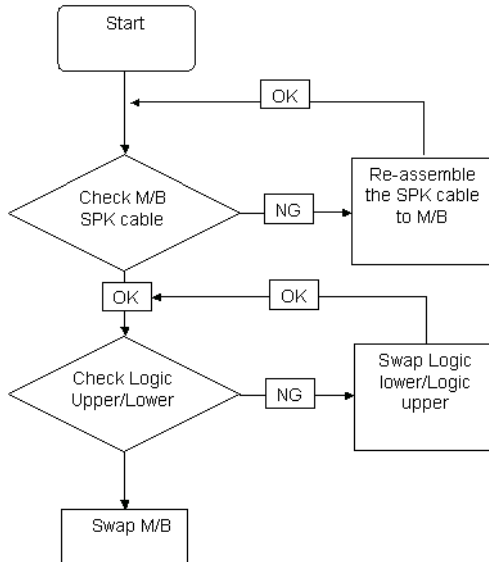 Start
OK
Check M/B
SPK cable
NG
Re-assemble
the SPK cable
to M/B
OK
OK
Check Logic
Upper/Lower
NG
Swap Logic
lower/Logic
upper
Swap M/B